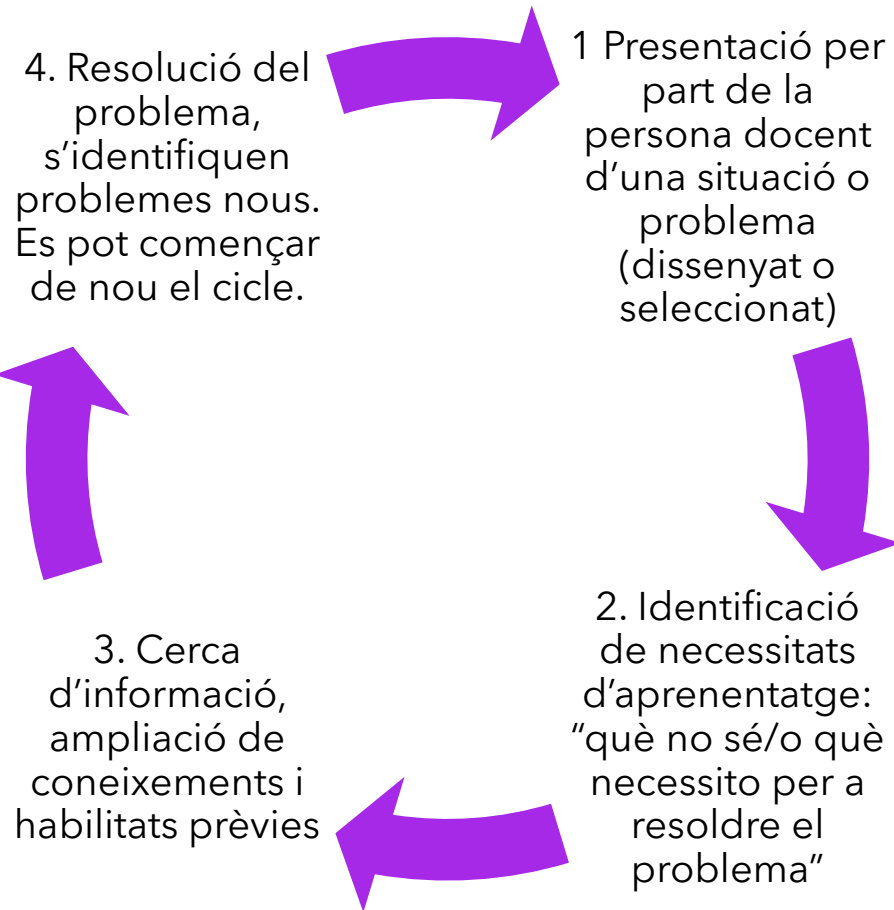 1 Presentació per
part de la
persona docent
d’una situació o
problema
(dissenyat o
seleccionat)
2. Identificació
de necessitats
d’aprenentatge:
“què no sé/o què
necessito per a
resoldre el
problema”
3. Cerca
d’informació,
ampliació de
coneixements i
habilitats prèvies
4. Resolució del
problema,
s’identifiquen
problemes nous.
Es pot començar
de nou el cicle.